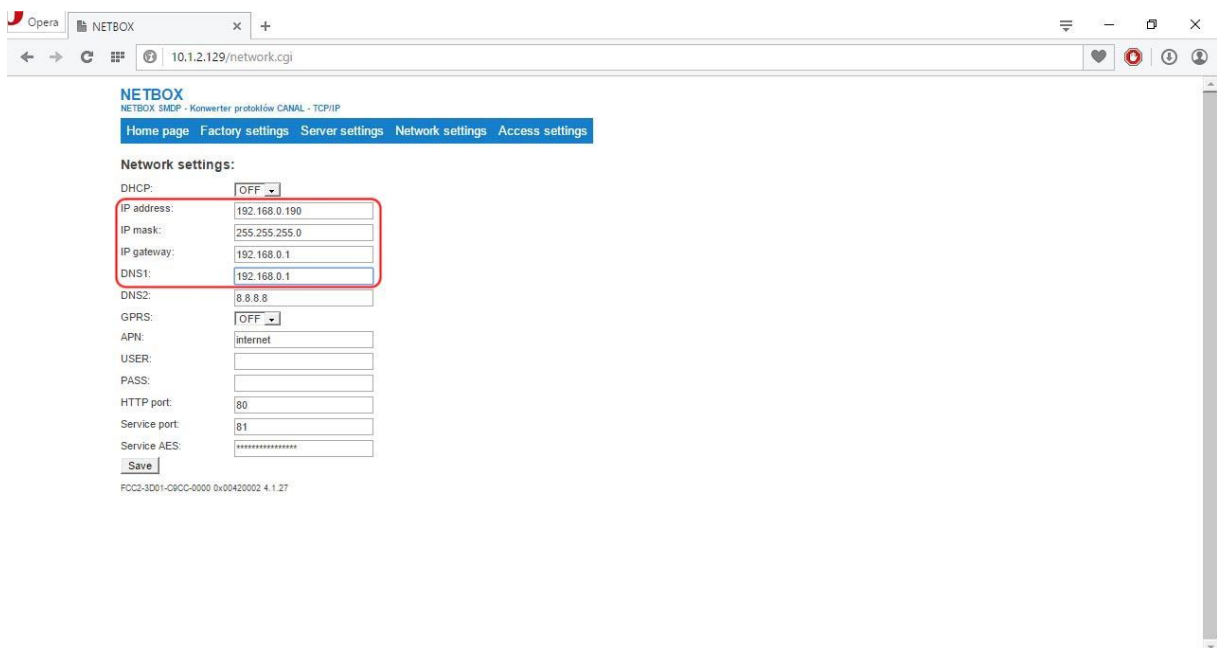 Opera
NETBOX
10.1.2.129/network.cgi
NETBOX
NETBOX SMDP - Konwerter protoklów CANAL - TCP/IP
Home page Factory settings Server settings Network settings Access settings
Network settings:
DHCP: OFF
IP address: 192.168.0.190
IP mask: 255.255.255.0
IP gateway: 192.168.0.1
DNS1: 192.168.0.1
DNS2: 8.8.8.8
GPRS: OFF
APN: internet
USER:
PASS:
HTTP port: 80
Service port: 81
Service AES: ****************
Save
FCC2-3D01-C9CC-0000 0x00420002 4.1.27